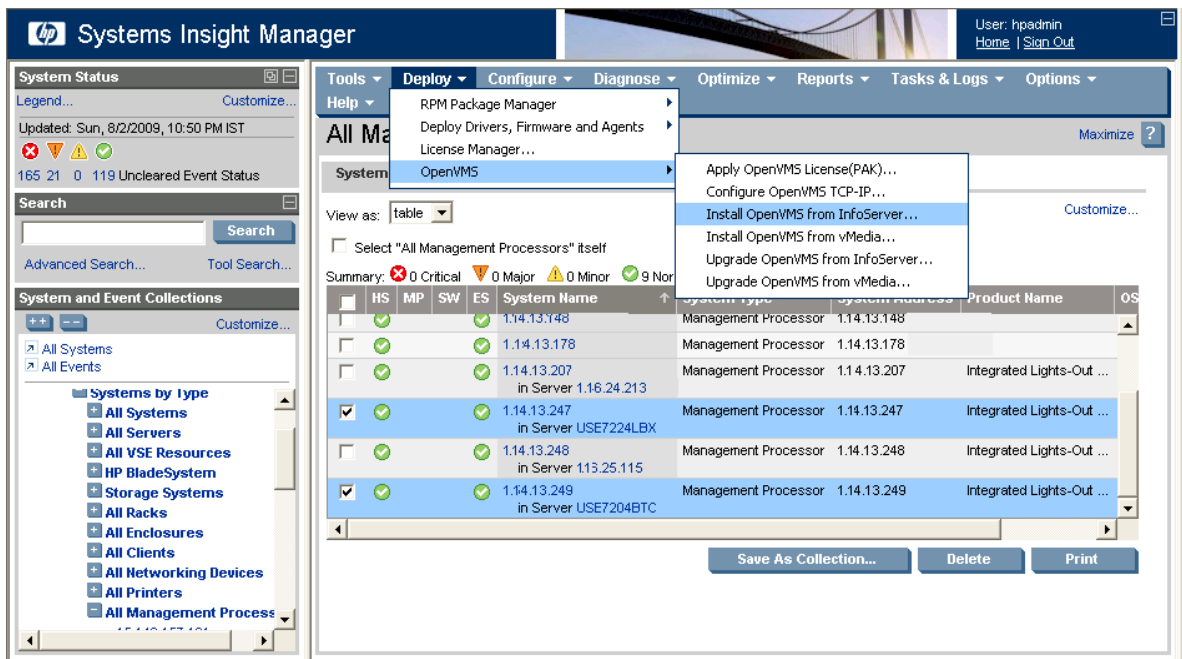 hp Systems Insight Manager
User: hpadmin
Home | Sign Out
System Status
Legend... Customize...
Updated: Sun, 8/2/2009, 10:50 PM IST
165 21 0 119 Uncleared Event Status
Search
Search
Advanced Search... Tool Search...
System and Event Collections
Customize...
All Systems
All Events
Systems by Type
All Systems
All Servers
All VSE Resources
HP BladeSystem
Storage Systems
All Racks
All Enclosures
All Clients
All Networking Devices
All Printers
All Management Process
Tools Deploy Configure Diagnose Optimize Reports Tasks & Logs Options
Help
RPM Package Manager
Deploy Drivers, Firmware and Agents
License Manager...
OpenVMS
Apply OpenVMS License(PAK)...
Configure OpenVMS TCP-IP...
Install OpenVMS from InfoServer...
Install OpenVMS from vMedia...
Upgrade OpenVMS from InfoServer...
Upgrade OpenVMS from vMedia...
All Ma
Maximize ?
System
View as: table
Customize...
Select "All Management Processors" itself
Summary: 0 Critical 0 Major 0 Minor 9 Nor
HS MP SW ES System Name System Type System Address Product Name OS
1.14.13.148 Management Processor 1.14.13.148
1.14.13.178 Management Processor 1.14.13.178
1.14.13.207 Management Processor 1.14.13.207 Integrated Lights-Out ...
in Server 1.16.24.213
1.14.13.247 Management Processor 1.14.13.247 Integrated Lights-Out ...
in Server USE7224LBX
1.14.13.248 Management Processor 1.14.13.248 Integrated Lights-Out ...
in Server 1.16.25.115
1.14.13.249 Management Processor 1.14.13.249 Integrated Lights-Out ...
in Server USE7204BTC
Save As Collection... Delete Print